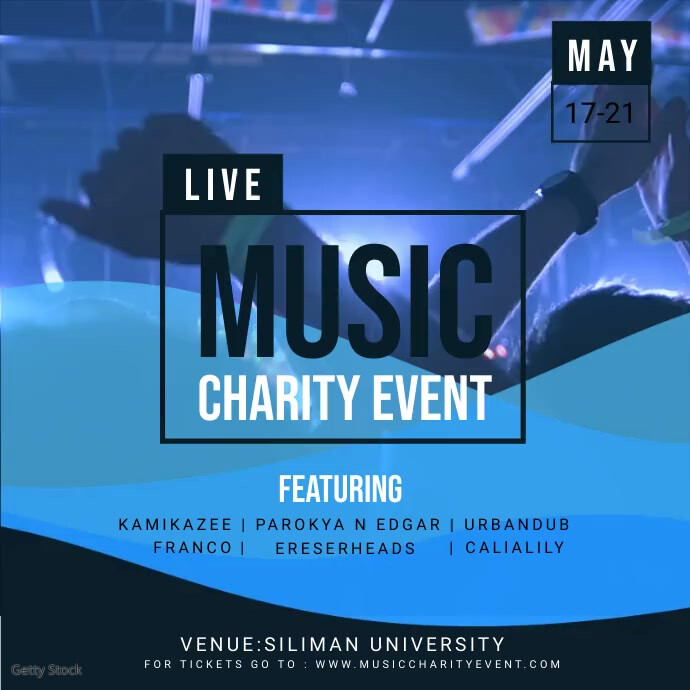 MAY
17-21
LIVE
MUSIC
CHARITY EVENT
FEATURING
KAMIKAZEE | PAROKYA N EDGAR | URBANDUB
FRANCO | ERESERHEADS | CALIALILY
VENUE:SILIMAN UNIVERSITY
FOR TICKETS GO TO : WWW.MUSICCHARITYEVENT.COM
Getty Stock